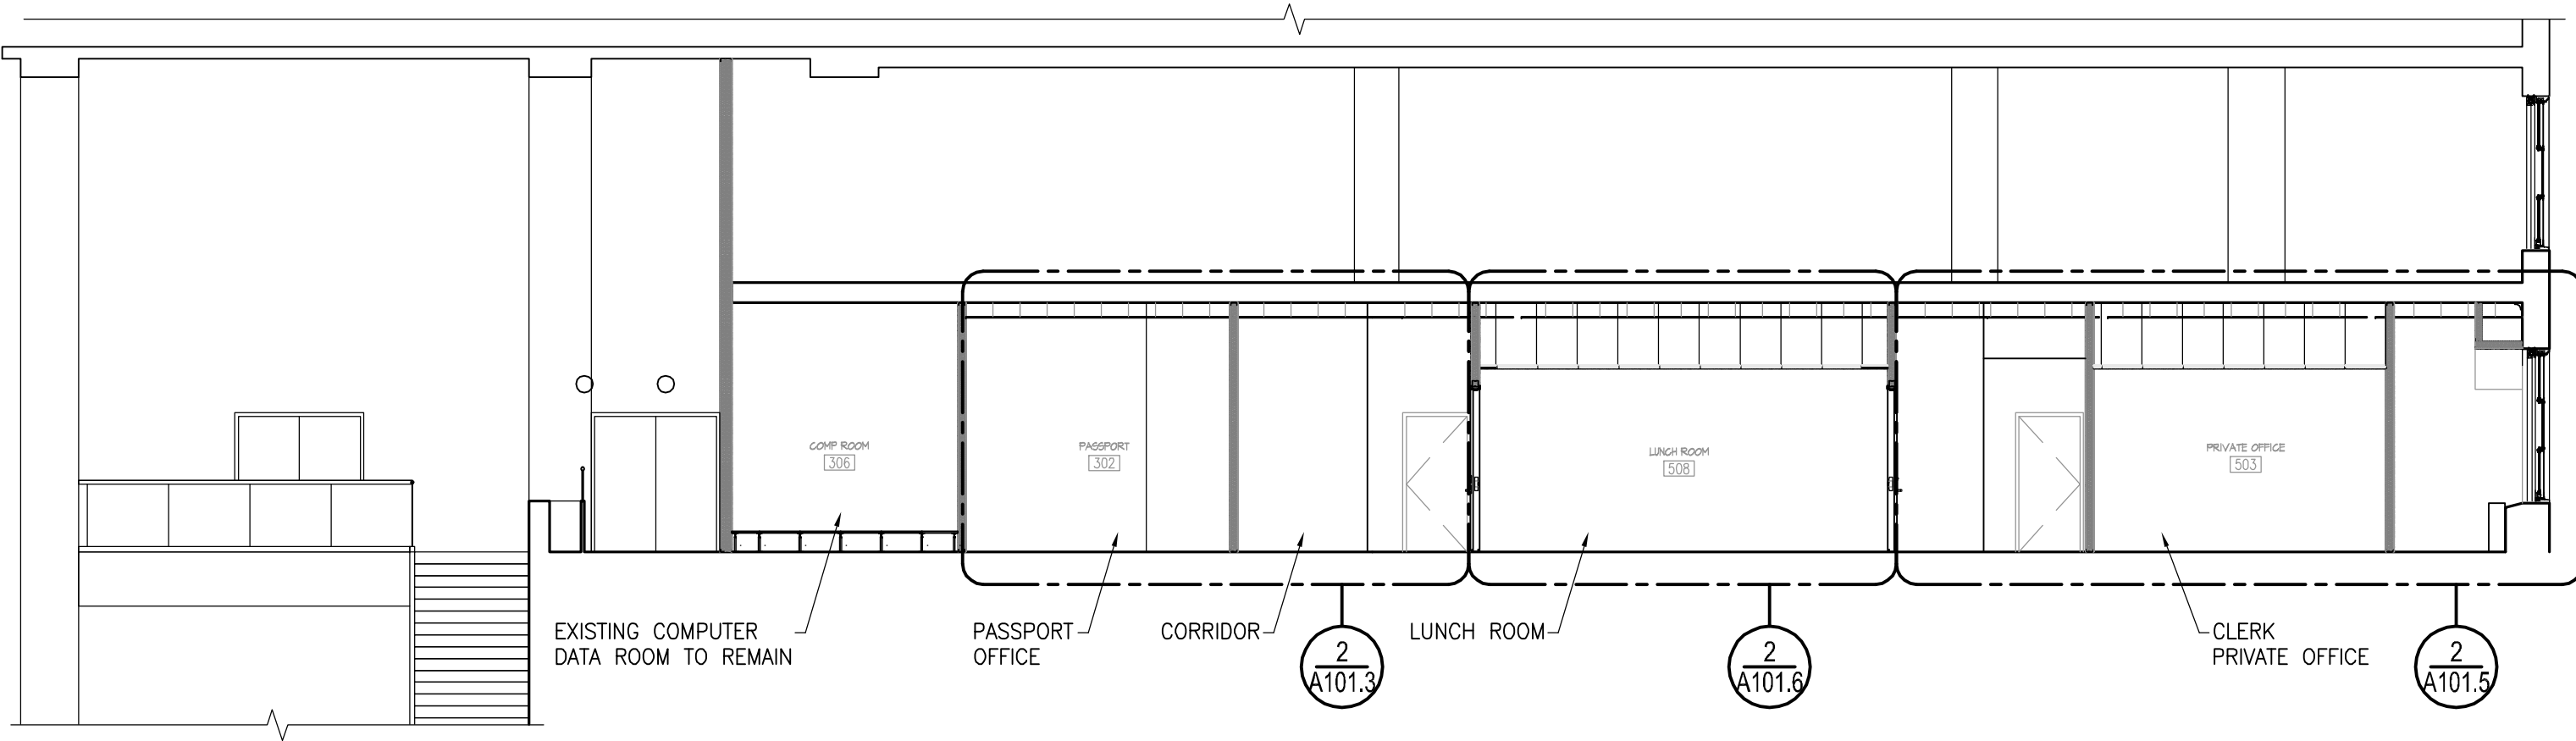 COMP ROOM
306
PASSPORT
302
LUNCH ROOM
508
PRIVATE OFFICE
503
EXISTING COMPUTER
DATA ROOM TO REMAIN
PASSPORT
OFFICE
CORRIDOR
2
A101.3
LUNCH ROOM
2
A101.6
CLERK
PRIVATE OFFICE
2
A101.5